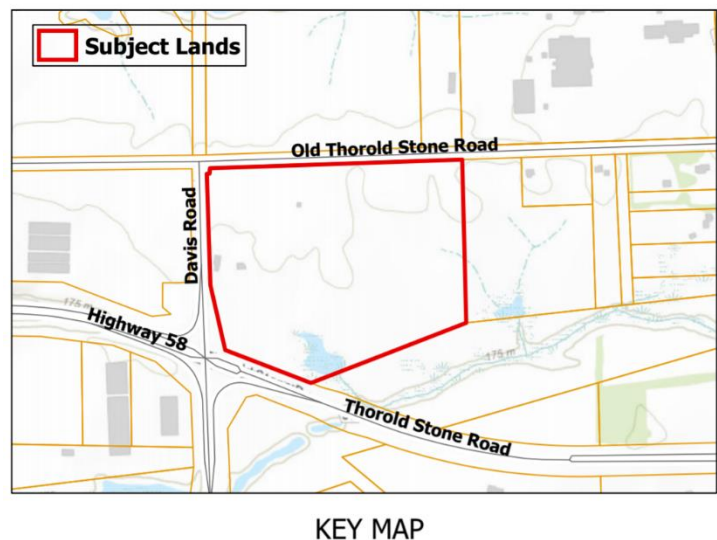 Subject Lands
Old Thorold Stone Road
Davis Road
175 m
Highway 58
175 m
Thorold Stone Road
KEY MAP